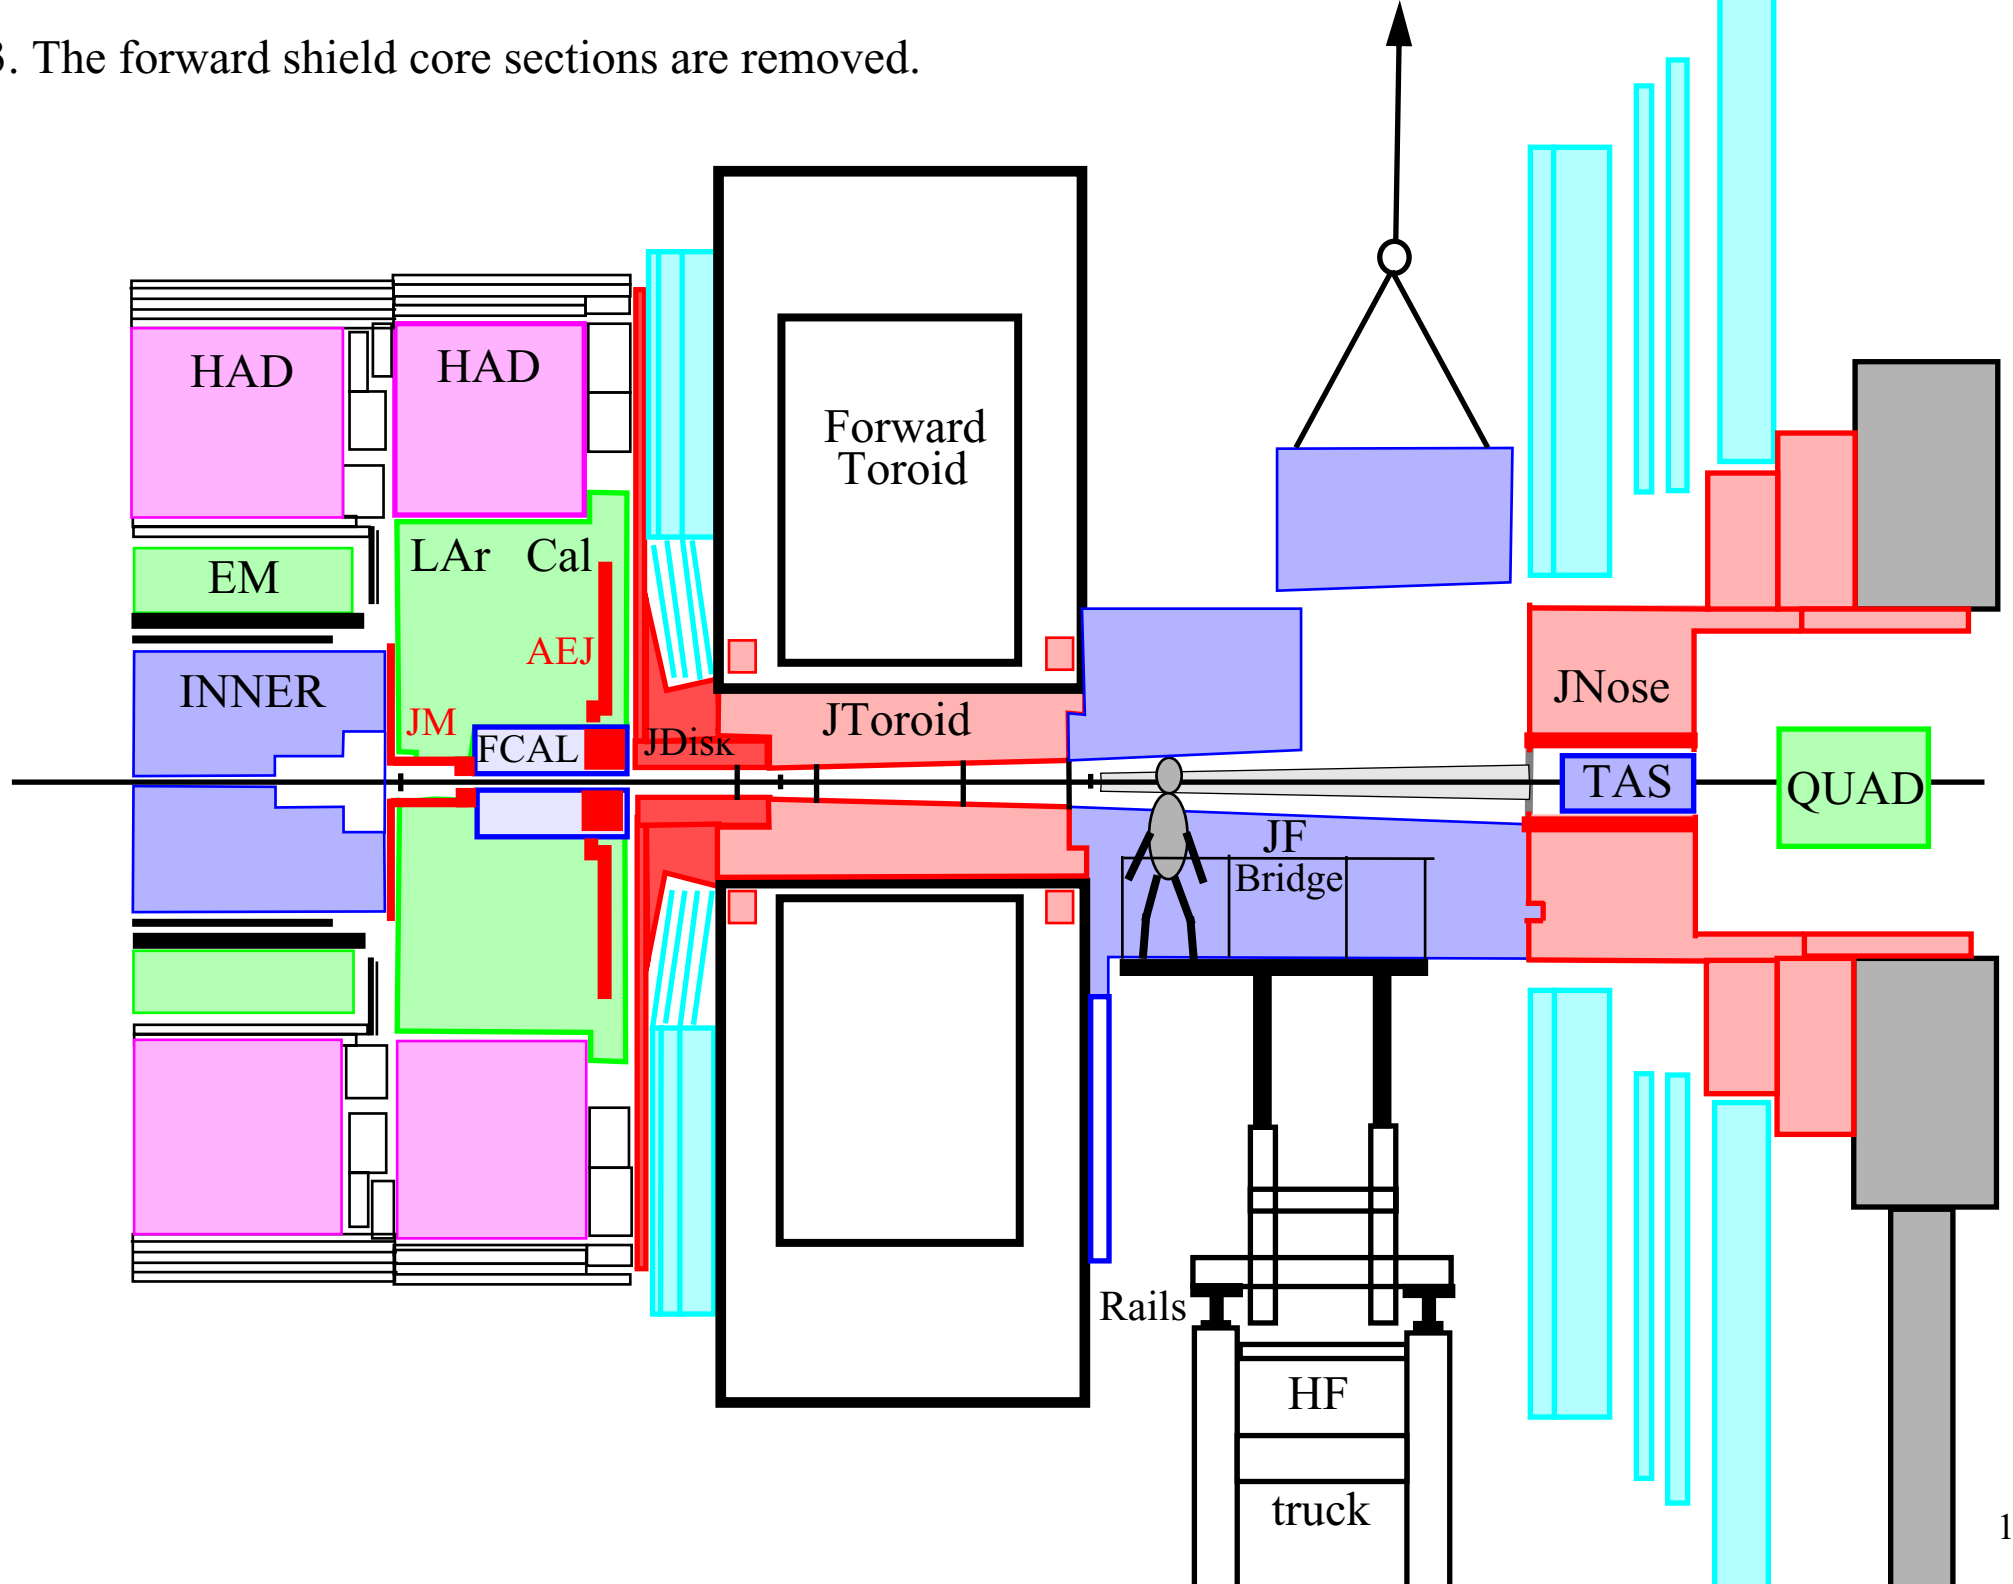 3. The forward shield core sections are removed.
HAD
HAD
Forward
Toroid
LAr Cal
EM
AEJ
INNER
JM
FCAL
JDisk
JToroid
JNose
TAS
QUAD
JF
Bridge
Rails
HF
truck
1